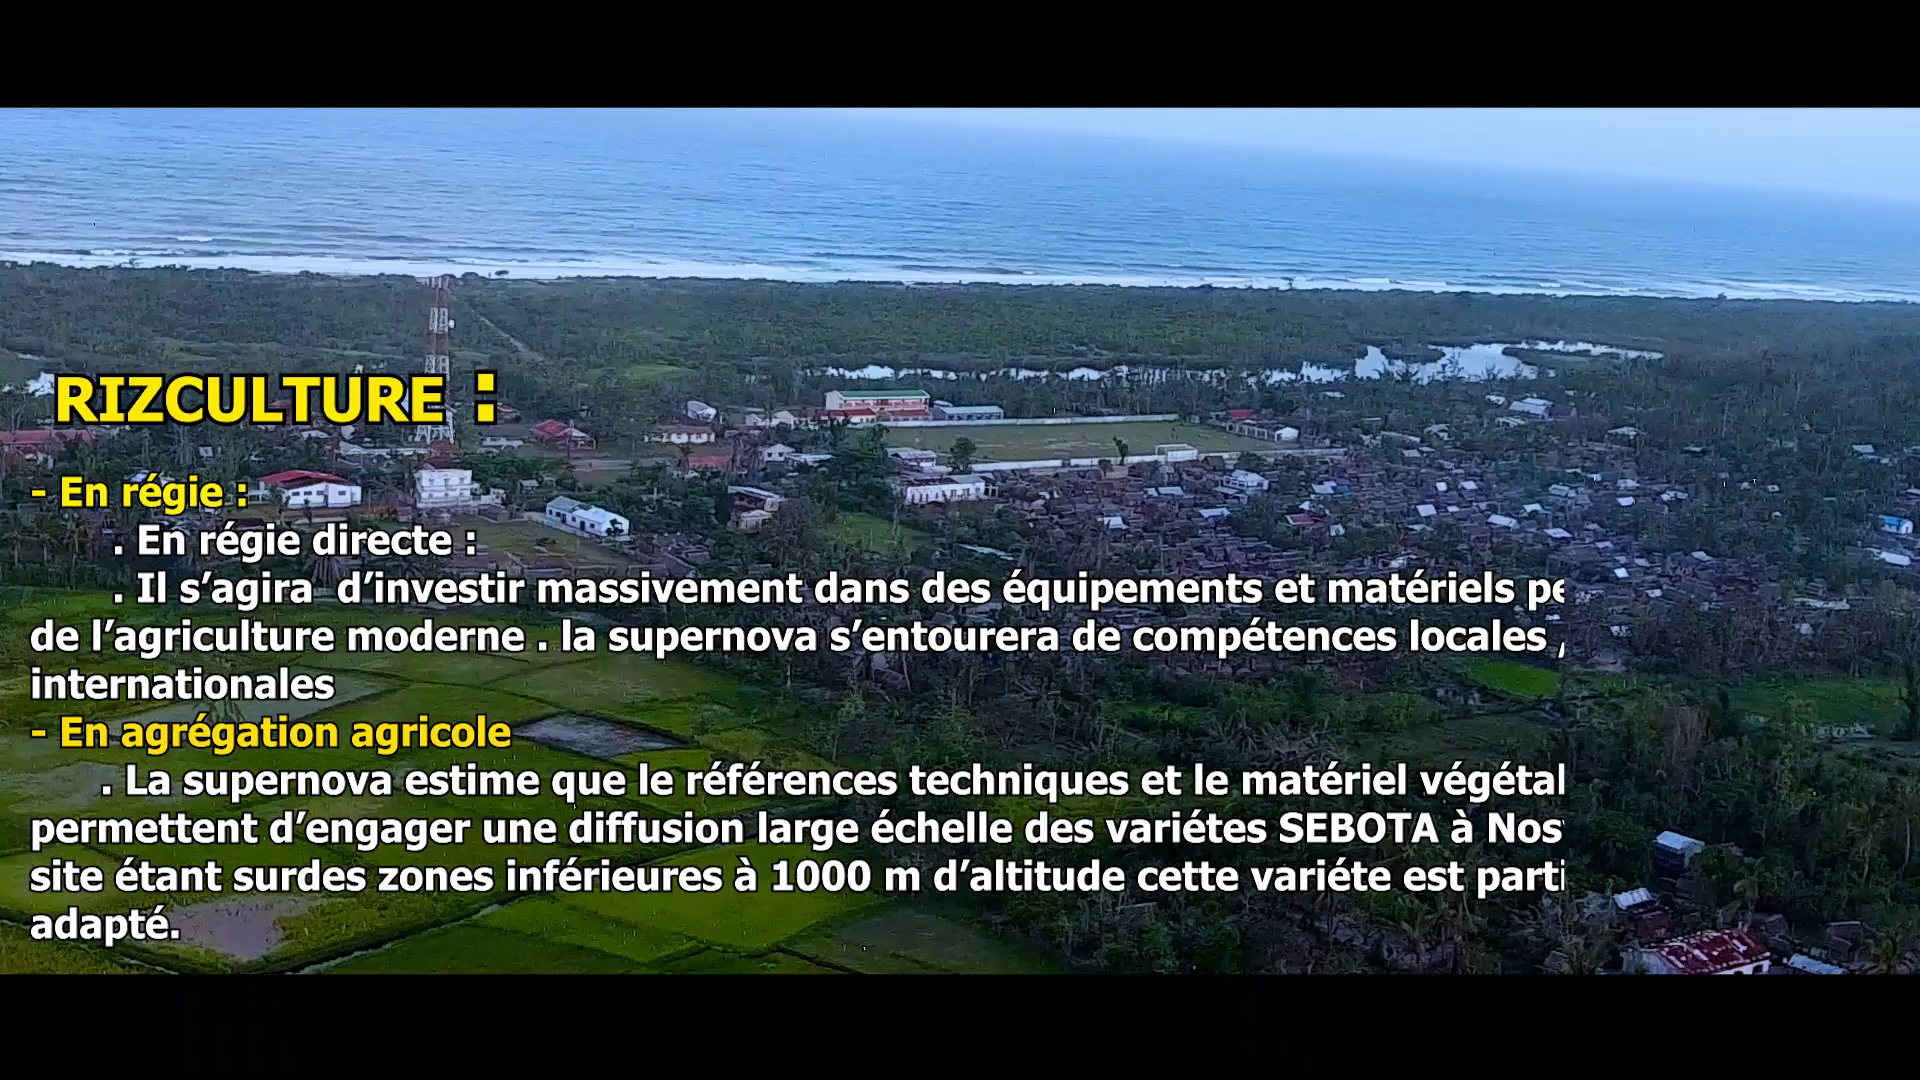 RIZCULTURE :
- En régie :
. En régie directe :
. Il s’agira d’investir massivement dans des équipements et matériels
de l’agriculture moderne . la supernova s’entourera de compétences locales ,
internationales
- En agrégation agricole
. La supernova estime que le références techniques et le matériel végétal
permettent d’engager une diffusion large échelle des variétes SEBOTA à
site étant surdes zones inférieures à 1000 m d’altitude cette variéte est
adapté.